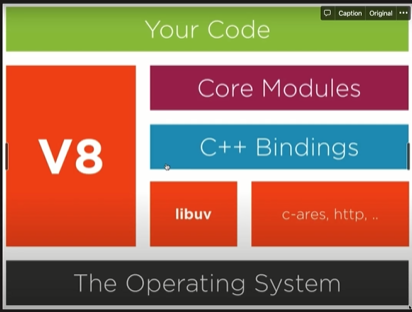 Caption Original
Your Code
V8
Core Modules
C++ Bindings
libuv
c-ares, http, ..
The Operating System